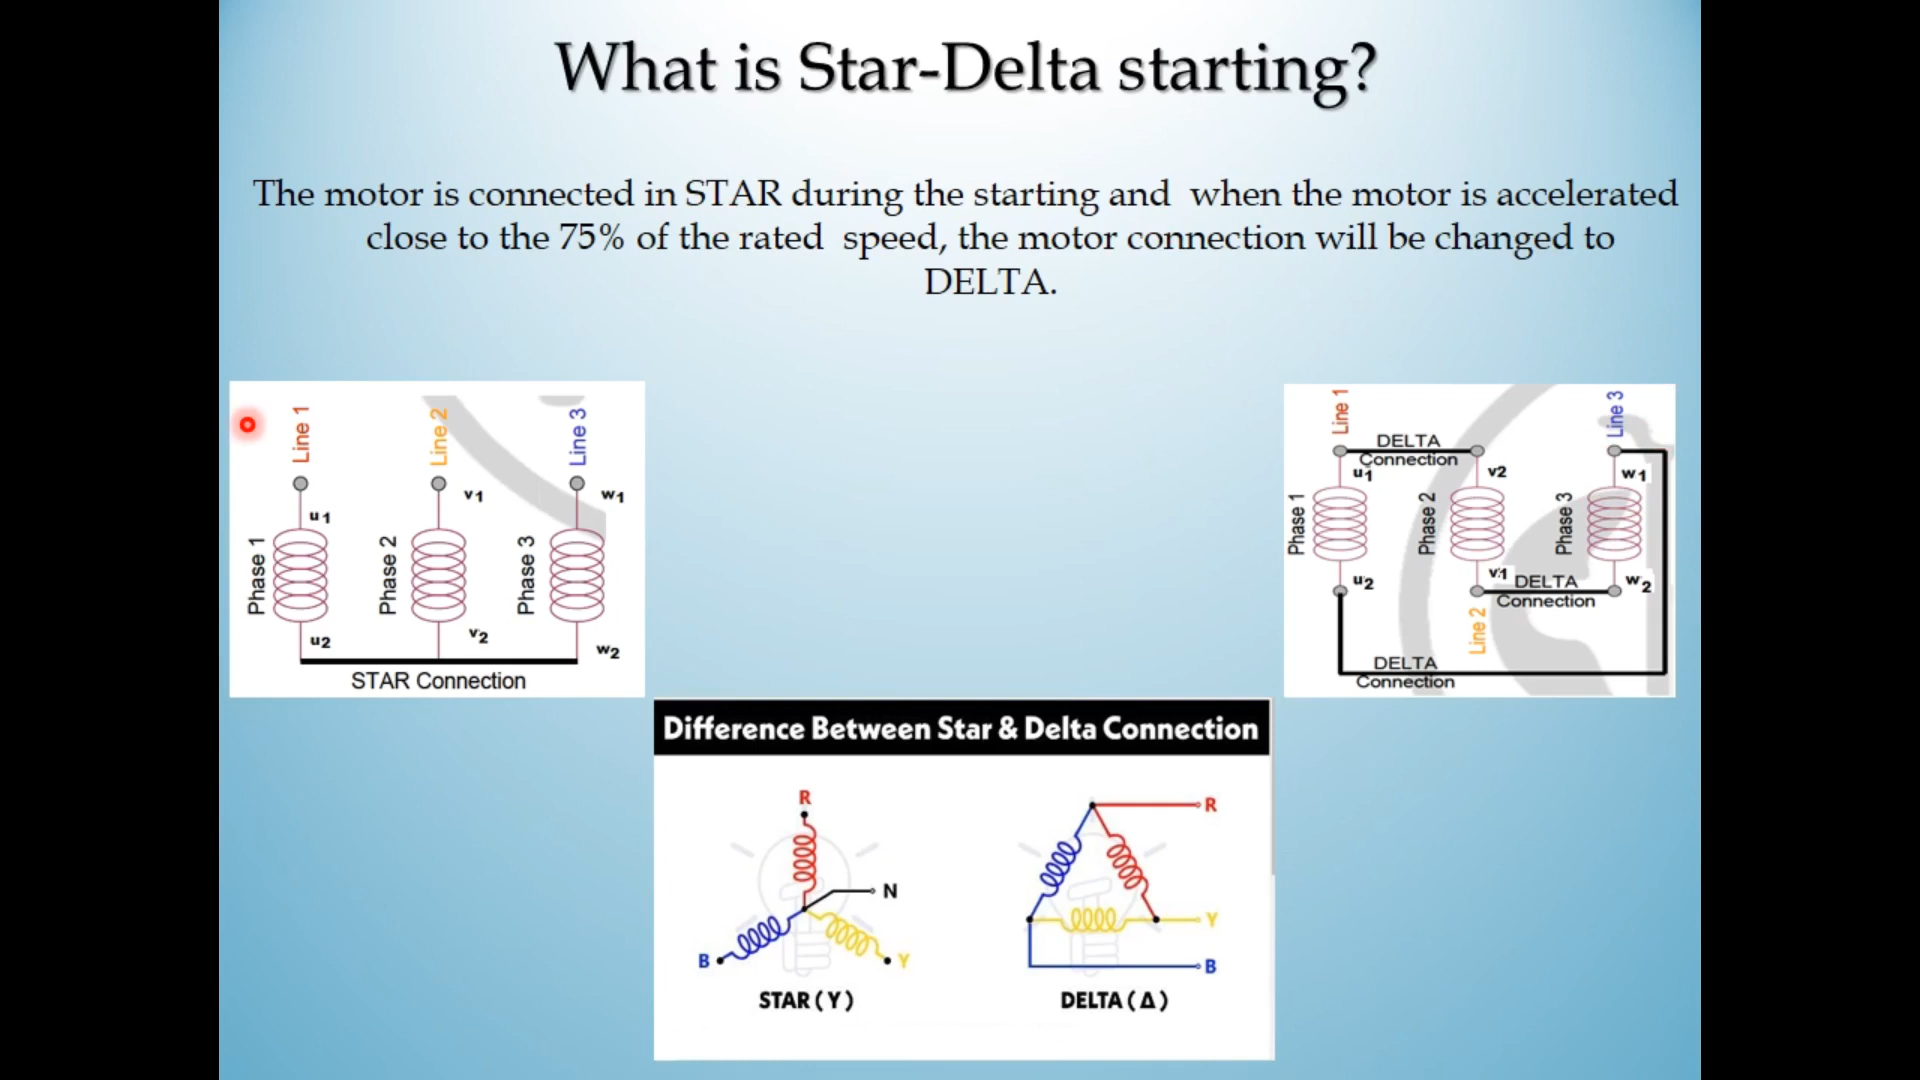 What is Star-Delta starting?
The motor is connected in STAR during the starting and when the motor is accelerated
close to the 75% of the rated speed, the motor connection will be changed to
DELTA.
Line 1
Line 2
Line 3
u1
v1
w1
Phase 1
Phase 2
Phase 3
u2
v2
w2
STAR Connection
Line 1
Line 3
DELTA
Connection
u1
v2
w1
Phase 1
Phase 2
Phase 3
u2
v1
DELTA
Connection
w2
Line 2
DELTA
Connection
Difference Between Star & Delta Connection
R
N
B
Y
STAR (Y)
R
Y
B
DELTA (Δ)